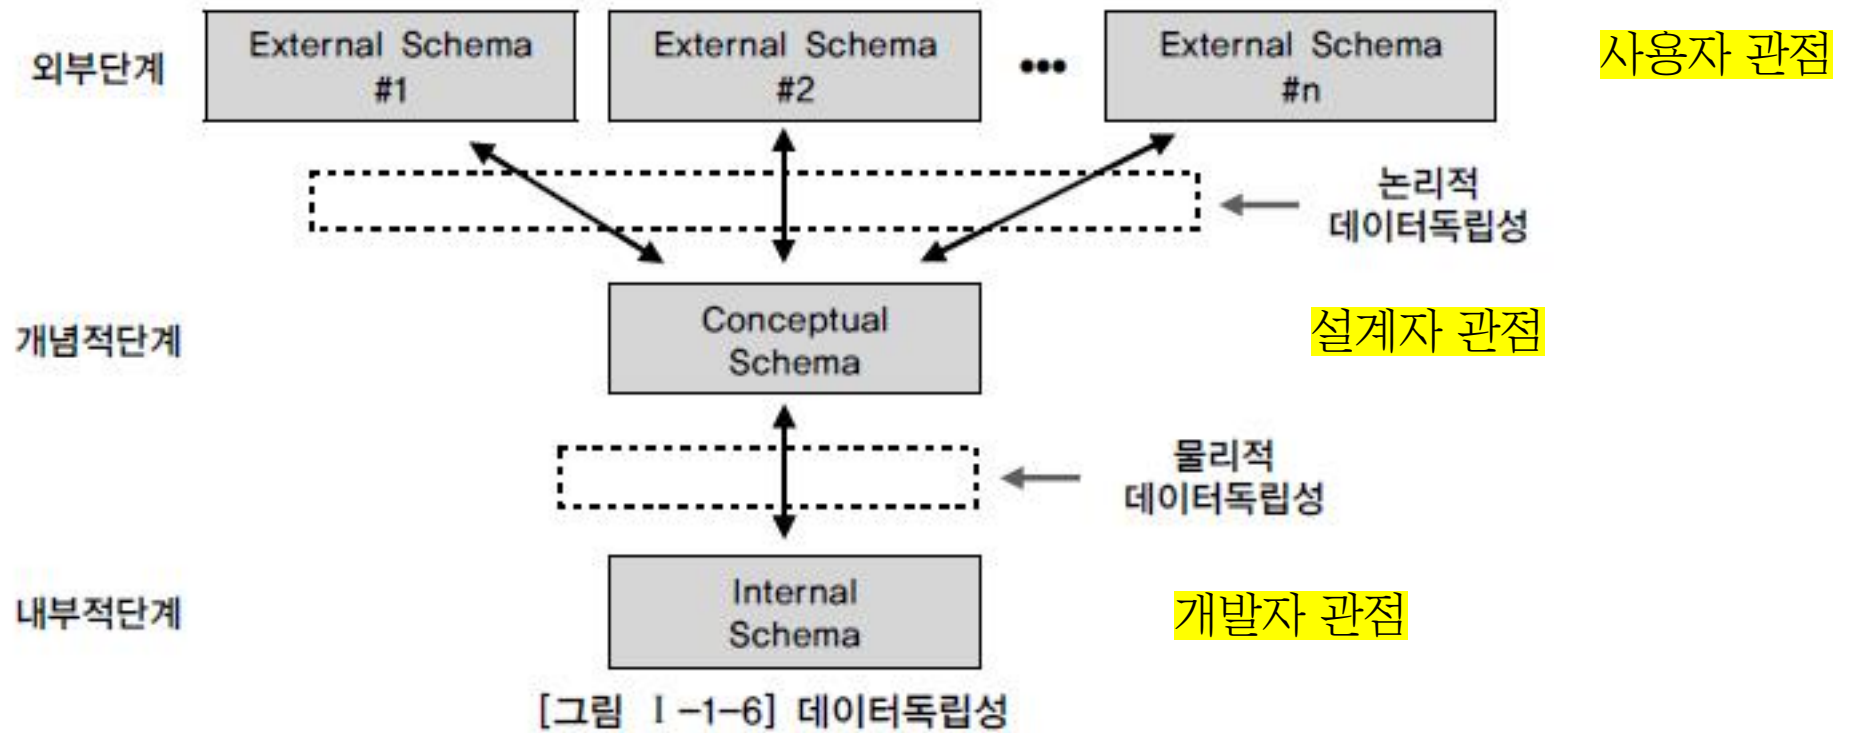 외부단계
External Schema
#1
External Schema
#2
•••
External Schema
#n
사용자 관점
논리적
데이터독립성
개념적단계
Conceptual
Schema
설계자 관점
물리적
데이터독립성
내부적단계
Internal
Schema
개발자 관점
[그림 Ⅰ-1-6] 데이터독립성